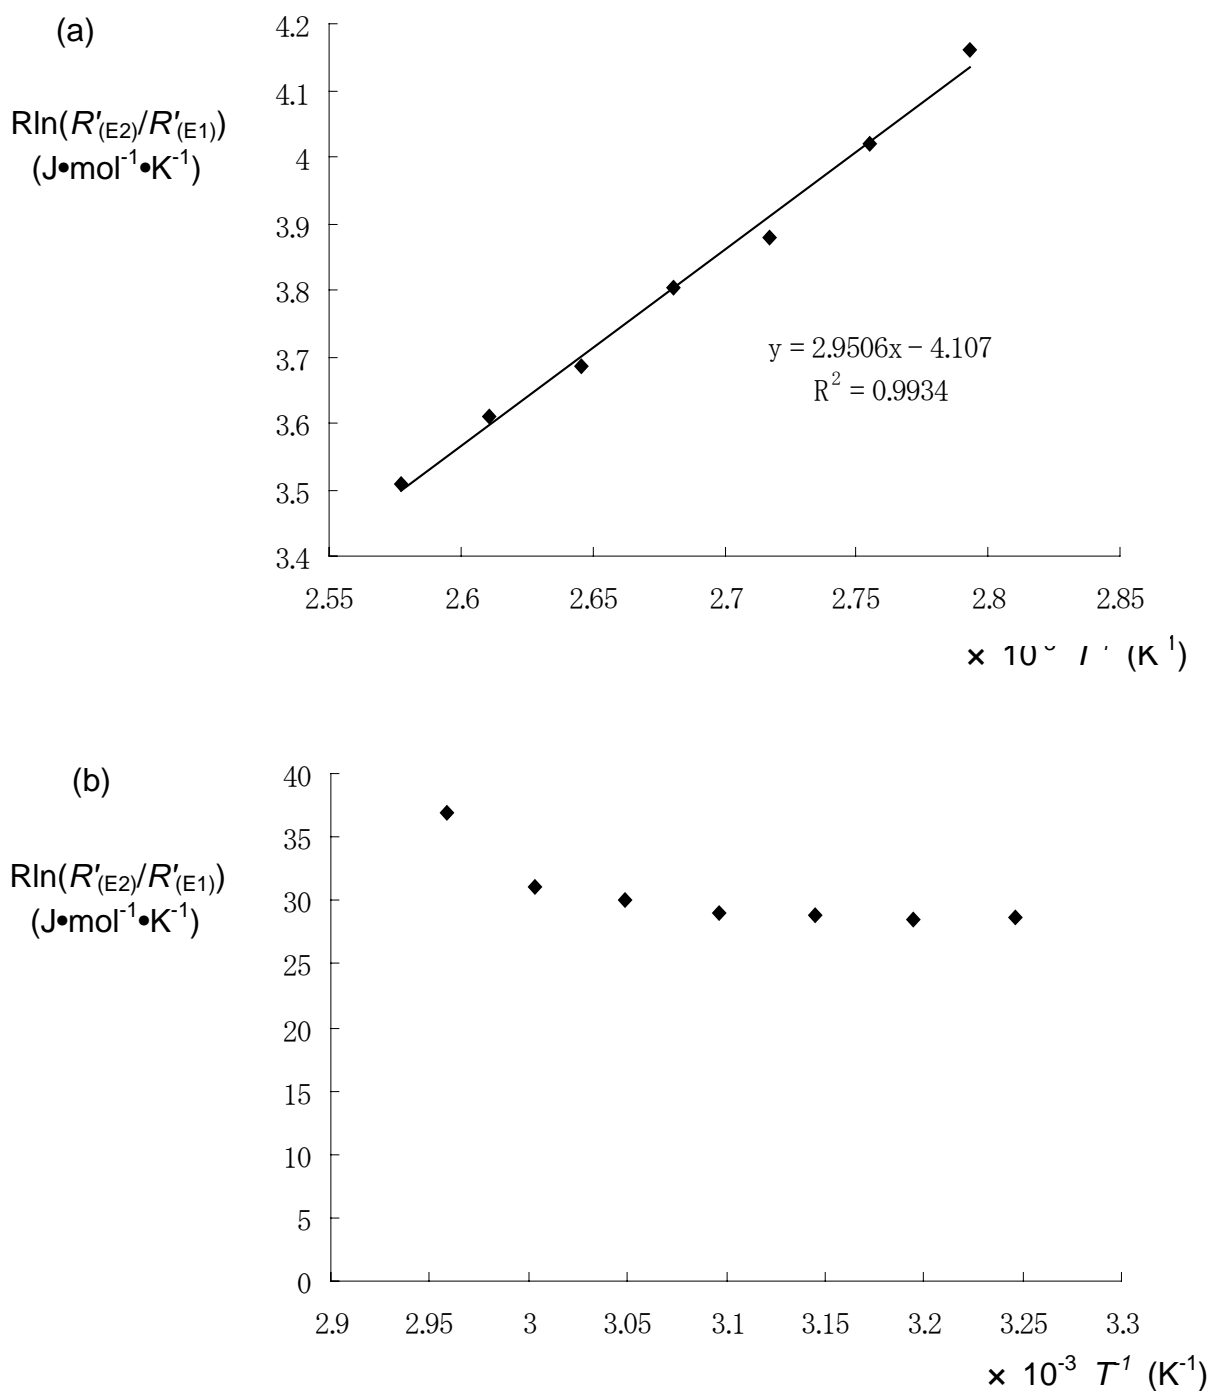 (a)
Rln(R′(E2)/R′(E1))
(J•mol-1•K-1)
4.2
4.1
4
3.9
3.8
3.7
3.6
3.5
3.4
y = 2.9506x − 4.107
R2 = 0.9934
2.55 2.6 2.65 2.7 2.75 2.8 2.85
× 10 (K 1)
(b)
Rln(R′(E2)/R′(E1))
(J•mol-1•K-1)
40
35
30
25
20
15
10
5
0
2.9 2.95 3 3.05 3.1 3.15 3.2 3.25 3.3
× 10-3 T-1 (K-1)